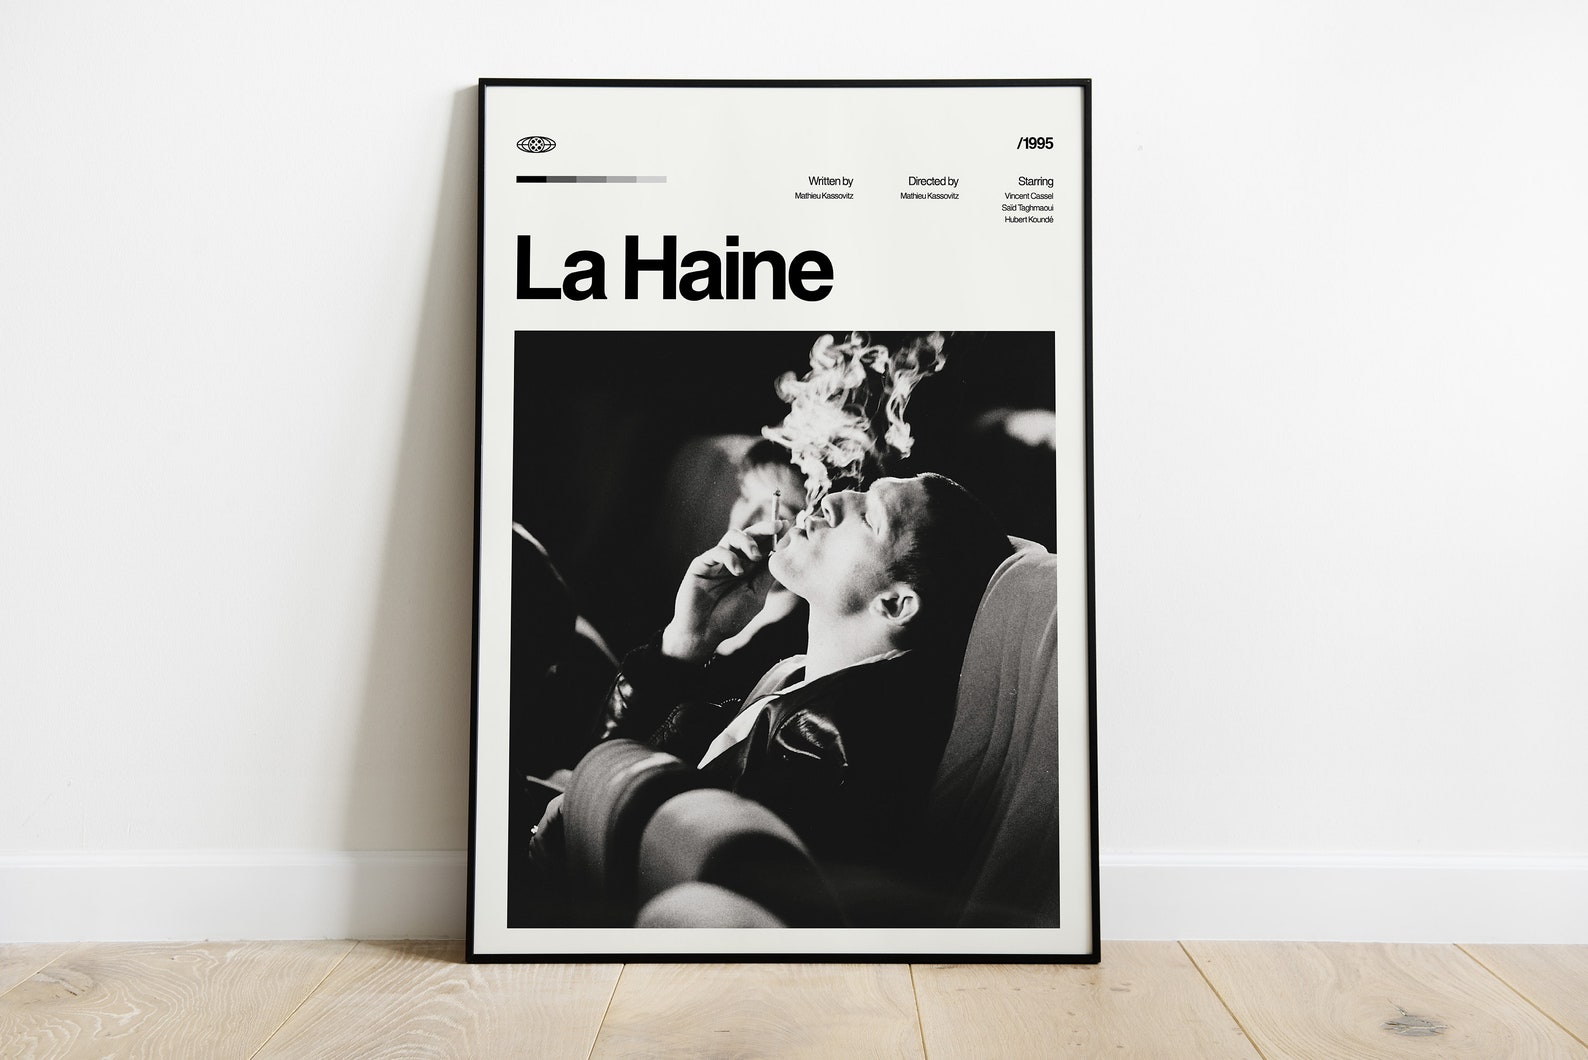 /1995
Written by
Mathieu Kassovitz
Directed by
Mathieu Kassovitz
Starring
Vincent Cassel
Saïd Taghmaoui
Hubert Koundé
La Haine